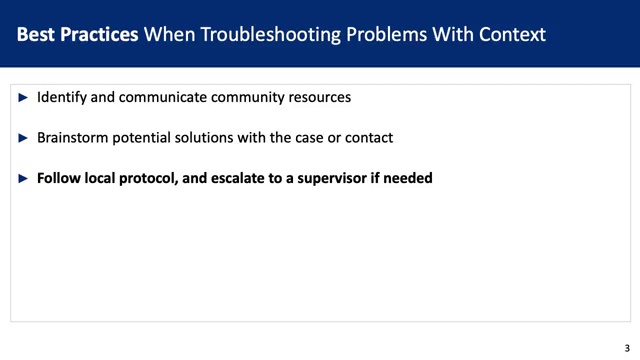 Best Practices When Troubleshooting Problems With Context
► Identify and communicate community resources
► Brainstorm potential solutions with the case or contact
► Follow local protocol, and escalate to a supervisor if needed
3